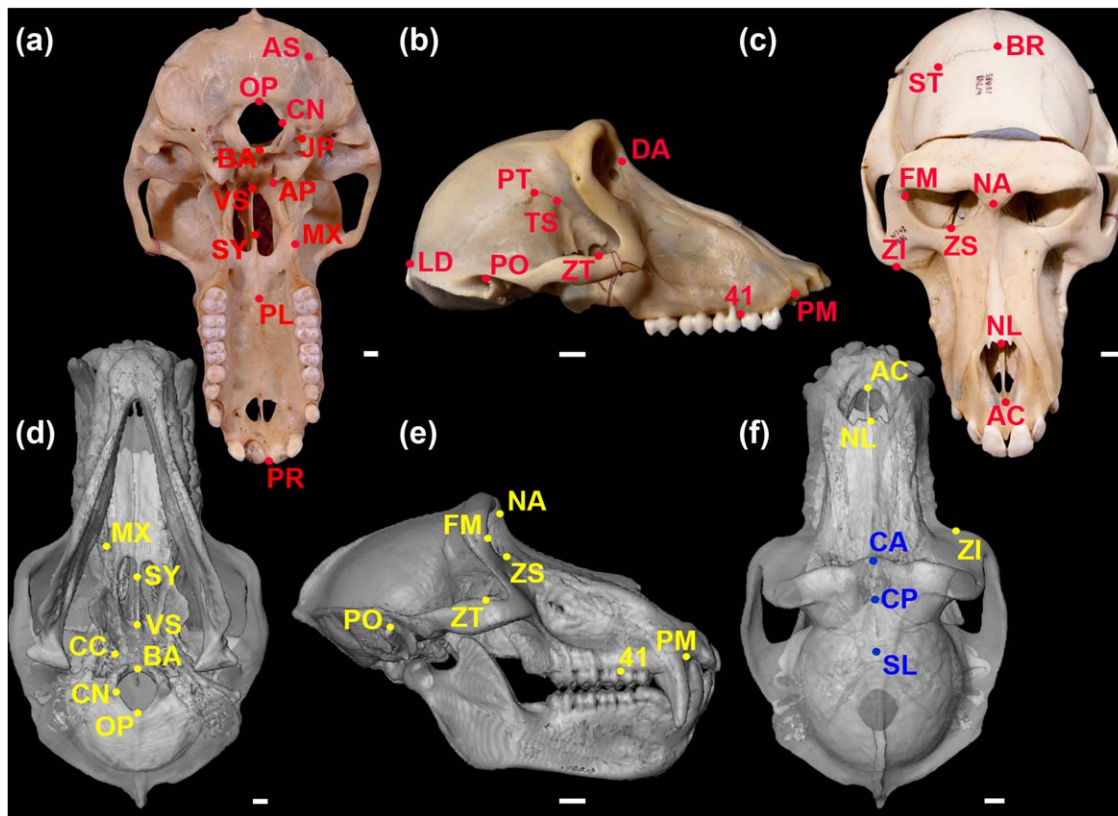 (a)
AS
OP
CN
BA
JP
VS
AP
SY
MX
PL
PR
(b)
DA
PT
TS
LD
PO
ZT
41
PM
(c)
BR
ST
FM
NA
ZI
ZS
NL
AC
(d)
MX
SY
VS
CC
BA
CN
OP
(e)
NA
FM
ZS
ZT
PO
PM
41
(f)
AC
NL
ZI
CA
CP
SL